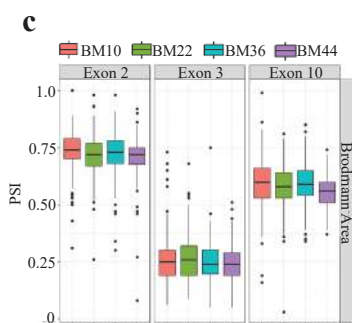 c
BM10 BM22 BM36 BM44
Exon 2 Exon 3 Exon 10
1.0
0.75
0.50
0.25
0
PSI
Brodmann Area